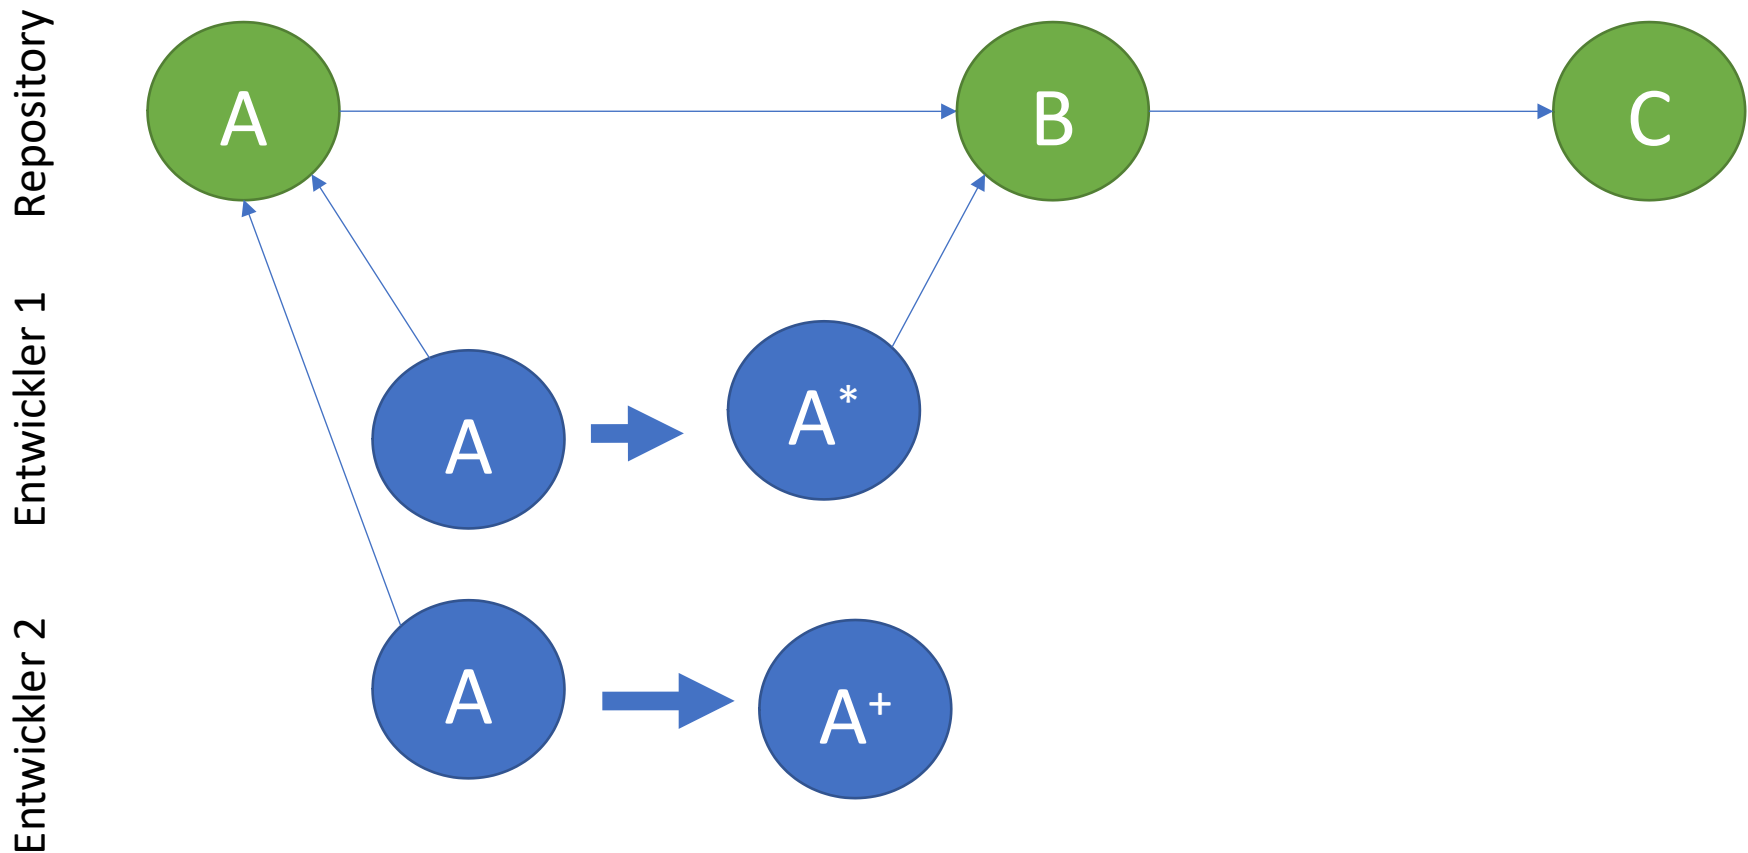 Repository
A
B
C
Entwickler 1
A
A*
Entwickler 2
A
A+